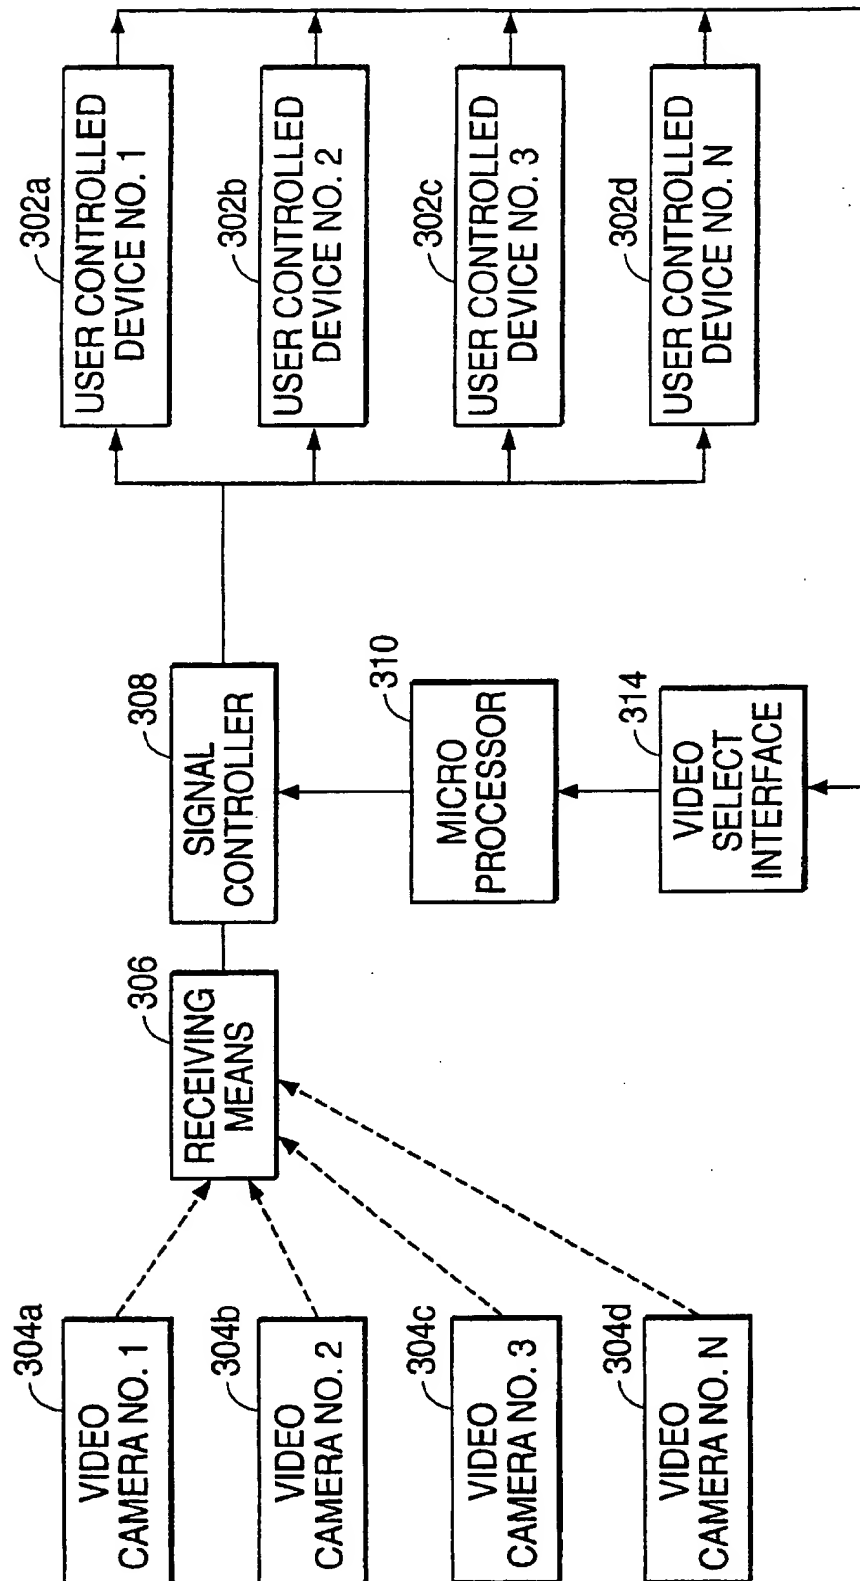 304a
VIDEO
CAMERA NO. 1
304b
VIDEO
CAMERA NO. 2
304c
VIDEO
CAMERA NO. 3
304d
VIDEO
CAMERA NO. N
306
RECEIVING
MEANS
308
SIGNAL
CONTROLLER
310
MICRO
PROCESSOR
314
VIDEO
SELECT
INTERFACE
302a
USER CONTROLLED
DEVICE NO. 1
302b
USER CONTROLLED
DEVICE NO. 2
302c
USER CONTROLLED
DEVICE NO. 3
302d
USER CONTROLLED
DEVICE NO. N